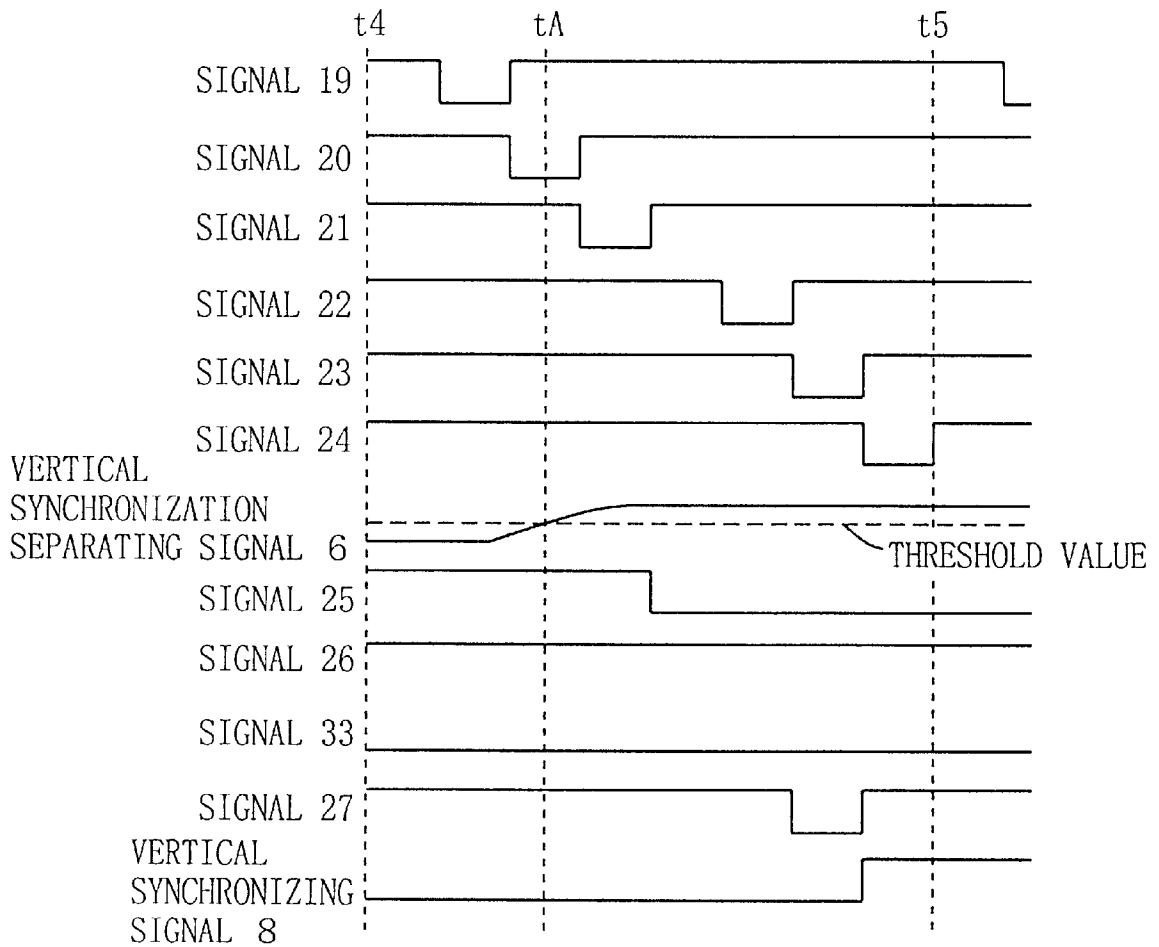 t4 tA t5
SIGNAL 19
SIGNAL 20
SIGNAL 21
SIGNAL 22
SIGNAL 23
SIGNAL 24
VERTICAL
SYNCHRONIZATION
SEPARATING SIGNAL 6
THRESHOLD VALUE
SIGNAL 25
SIGNAL 26
SIGNAL 33
SIGNAL 27
VERTICAL
SYNCHRONIZING
SIGNAL 8